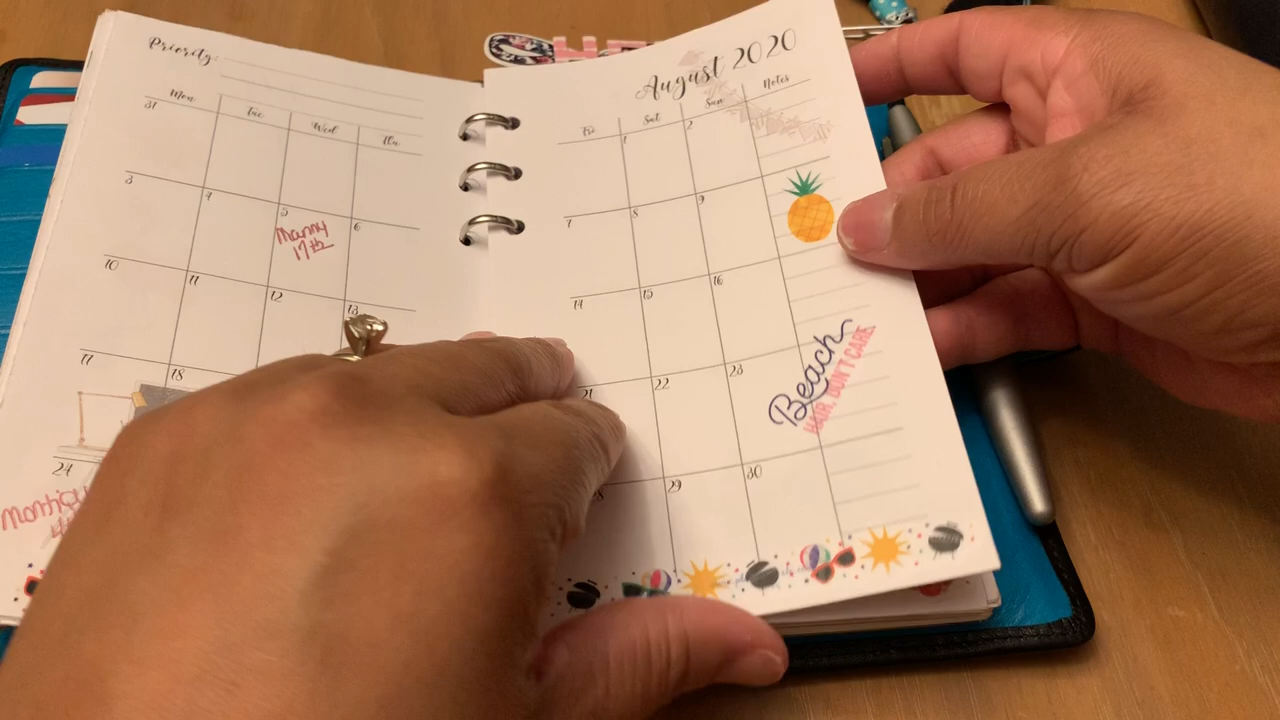 Priority:
August 2020
Mon Tue Wed Thu Fri Sat Sun Notes
31 1 2
3 4 5 6 7 8 9
Manny
17th
10 11 12 13 14 15 16
17 18 21 22 23
Beach
HAIR, DON'T CARE
24 29 30